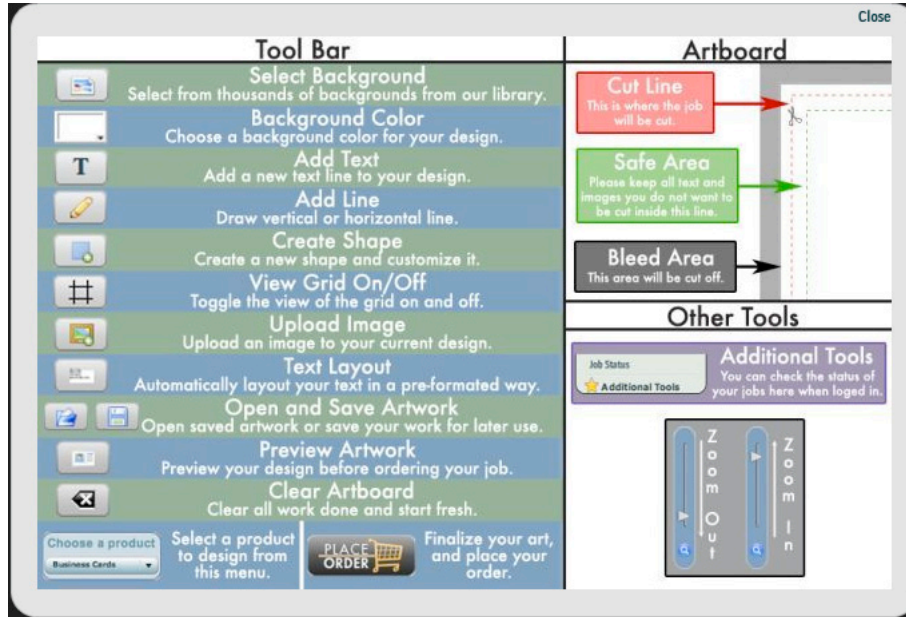 Close
Tool Bar
Select Background
Select from thousands of backgrounds from our library.
Background Color
Choose a background color for your design.
T
Add Text
Add a new text line to your design.
Add Line
Draw vertical or horizontal line.
Create Shape
Create a new shape and customize it.
View Grid On/Off
Toggle the view of the grid on and off.
Upload Image
Upload an image to your current design.
Text Layout
Automatically layout your text in a pre-formated way.
Open and Save Artwork
Open saved artwork or save your work for later use.
Preview Artwork
Preview your design before ordering your job.
Clear Artboard
Clear all work done and start fresh.
Choose a product
Business Cards
Select a product
to design from
this menu.
PLACE
ORDER
Finalize your art,
and place your
order.
Artboard
Cut Line
This is where the job
will be cut.
Safe Area
Please keep all text and
images you do not want to
be cut inside this line.
Bleed Area
This area will be cut off.
Other Tools
Job Status
Additional Tools
Additional Tools
You can check the status of
your jobs here when loged in.
Zoom Out
Zoom In